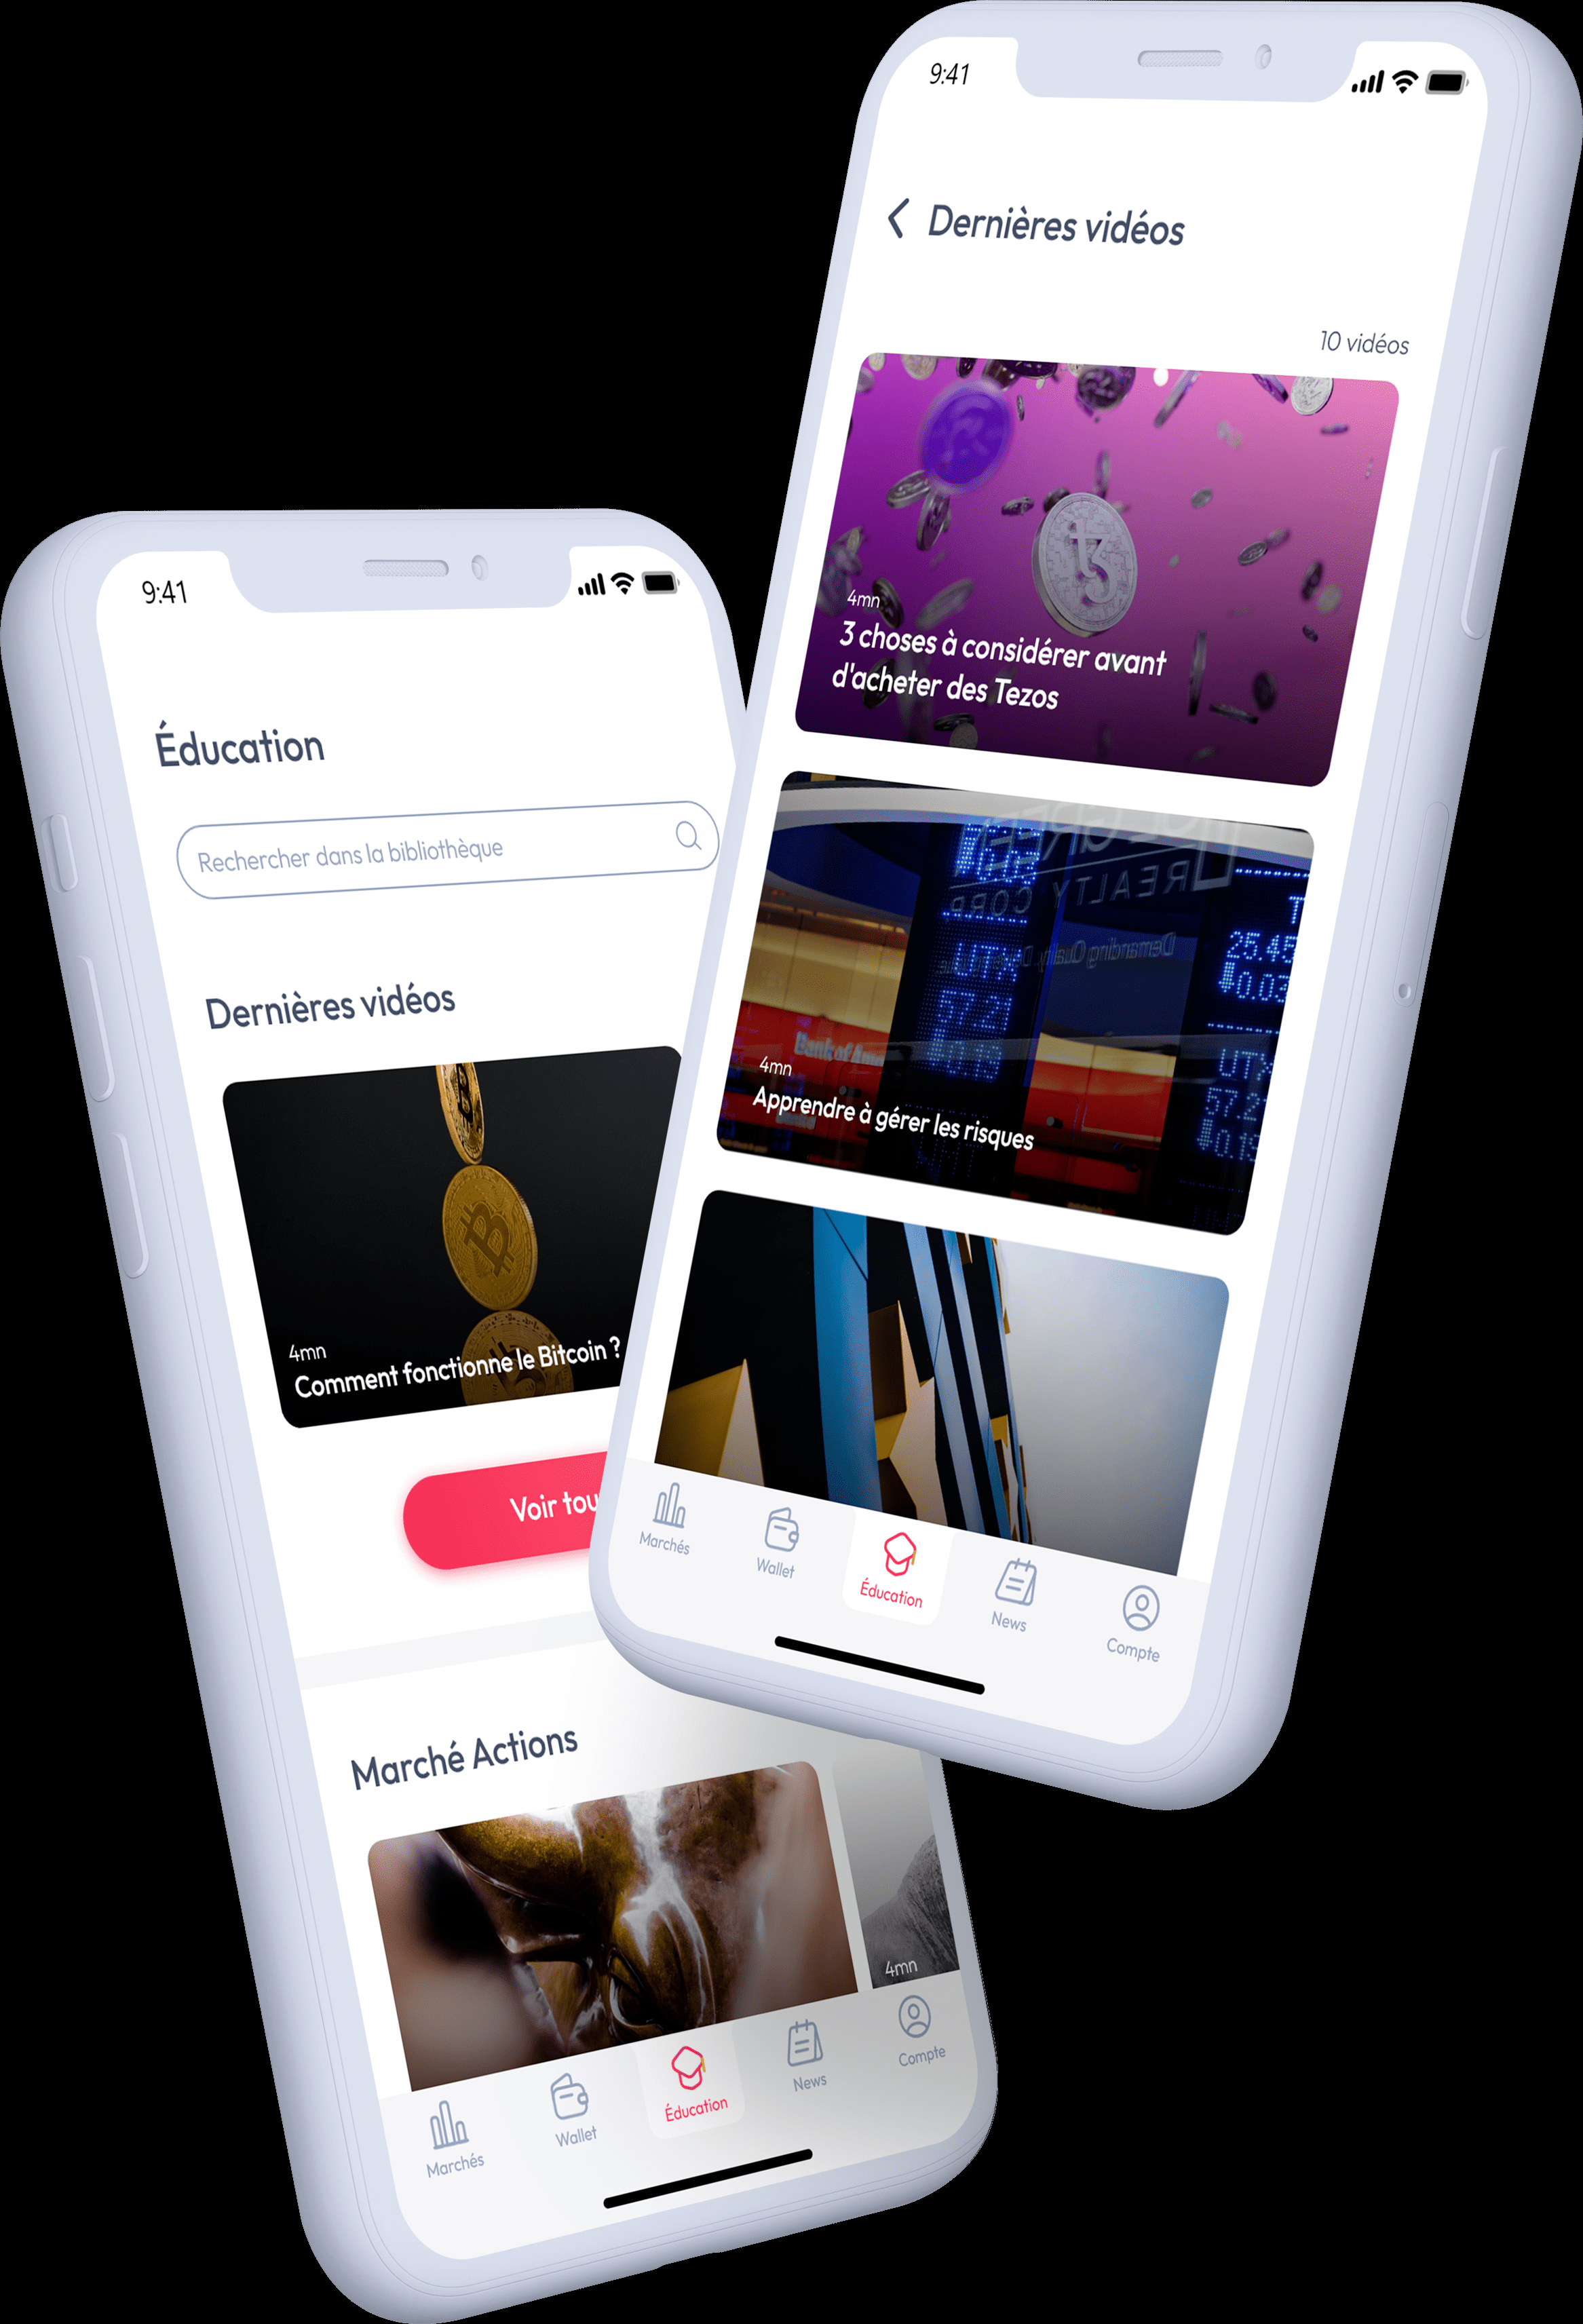 9:41
Éducation
Rechercher dans la bibliothèque
Dernières vidéos
4mn
Comment fonctionne le Bitcoin ?
Voir tou
Marché Actions
4mn
Marchés
Wallet
Éducation
News
Compte
9:41
Dernières vidéos
10 vidéos
4mn
3 choses à considérer avant
d'acheter des Tezos
REALTY CORP
UTX
57.21
25.45
0.03
UTX
57.2
0.19
4mn
Apprendre à gérer les risques
Marchés
Wallet
Éducation
News
Compte